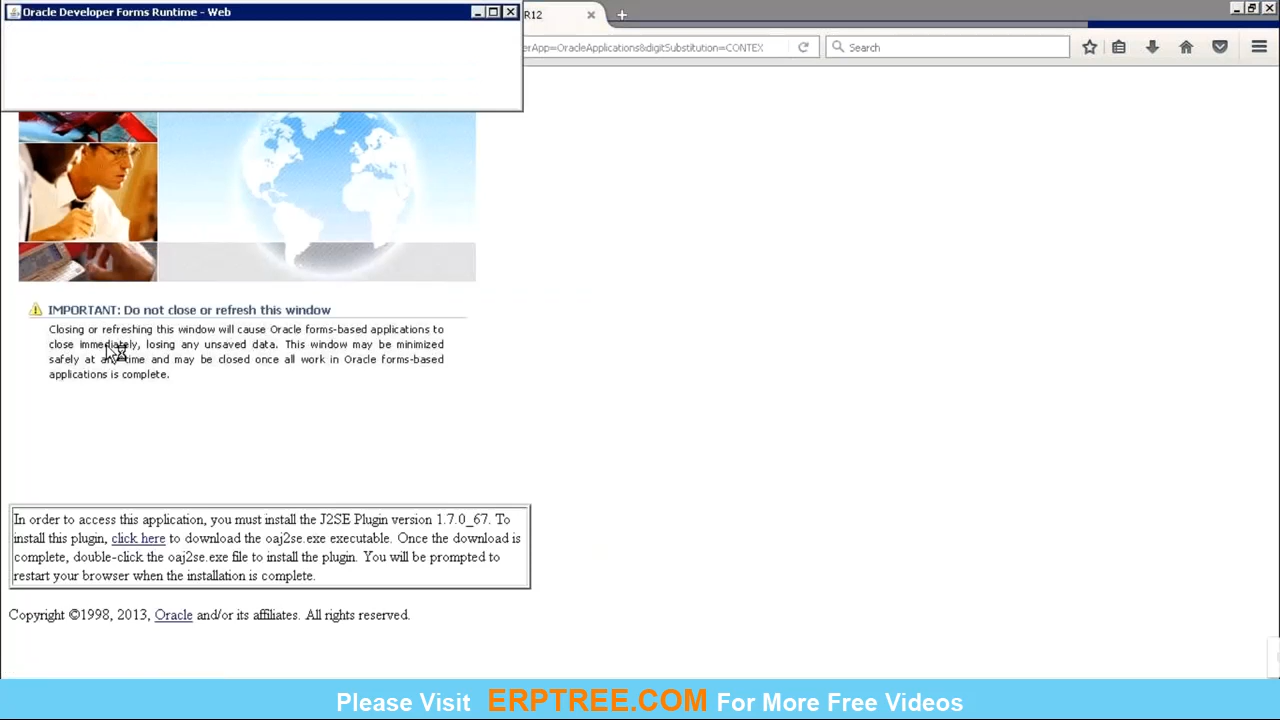 Oracle Developer Forms Runtime - Web
R12
erApp=OracleApplications&digitSubstitution=CONTEX
Search
IMPORTANT: Do not close or refresh this window
Closing or refreshing this window will cause Oracle forms-based applications to
close immediately, losing any unsaved data. This window may be minimized
safely at any time and may be closed once all work in Oracle forms-based
applications is complete.
In order to access this application, you must install the J2SE Plugin version 1.7.0_67. To
install this plugin, click here to download the oaj2se.exe executable. Once the download is
complete, double-click the oaj2se.exe file to install the plugin. You will be prompted to
restart your browser when the installation is complete.
Copyright ©1998, 2013, Oracle and/or its affiliates. All rights reserved.
Please Visit ERPTREE.COM For More Free Videos